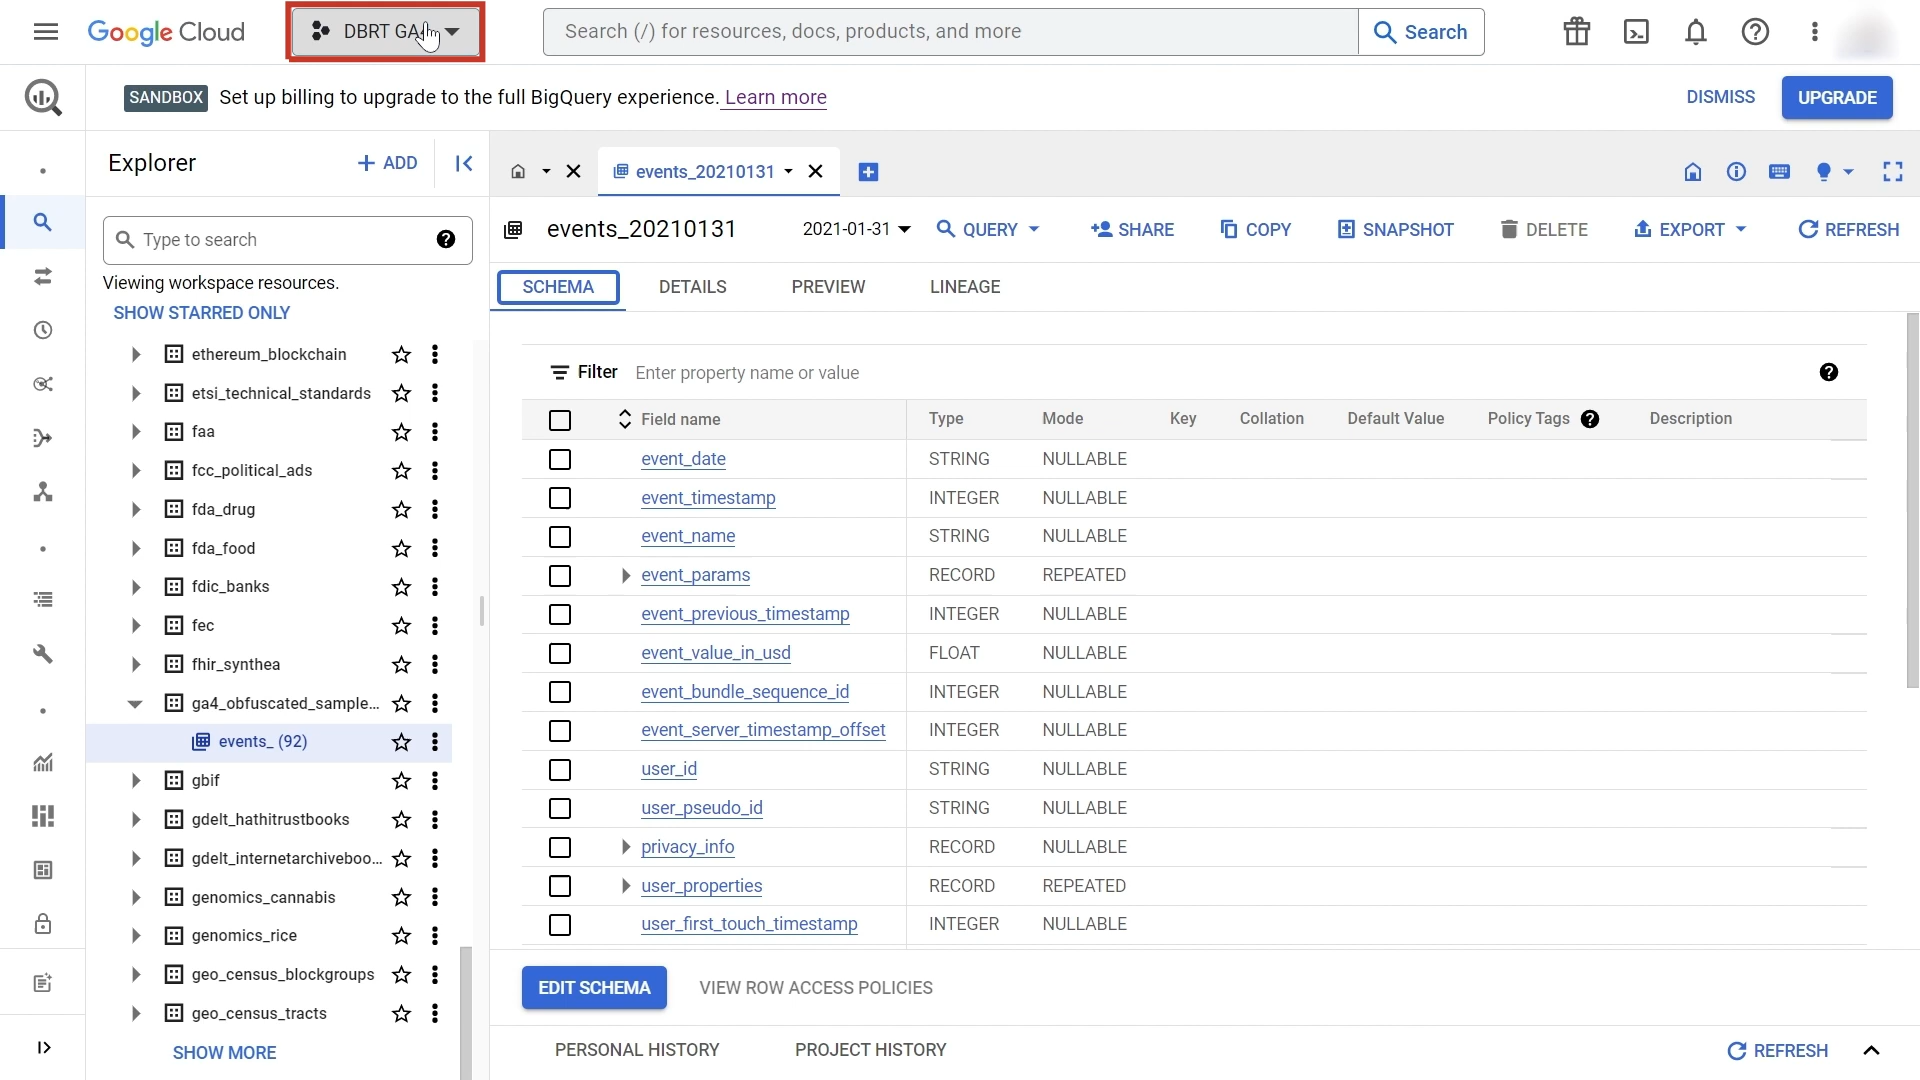 Google Cloud
DBRT GA
Search (/) for resources, docs, products, and more
Search
SANDBOX Set up billing to upgrade to the full BigQuery experience. Learn more
DISMISS
UPGRADE
Explorer
+ ADD
events_20210131
Type to search
Viewing workspace resources.
SHOW STARRED ONLY
ethereum_blockchain
etsi_technical_standards
faa
fcc_political_ads
fda_drug
fda_food
fdic_banks
fec
fhir_synthea
ga4_obfuscated_sample...
events_ (92)
gbif
gdelt_hathitrustbooks
gdelt_internetarchiveboo...
genomics_cannabis
genomics_rice
geo_census_blockgroups
geo_census_tracts
SHOW MORE
events_20210131 2021-01-31 QUERY SHARE COPY SNAPSHOT DELETE EXPORT REFRESH
SCHEMA DETAILS PREVIEW LINEAGE
Filter Enter property name or value
Field name Type Mode Key Collation Default Value Policy Tags Description
event_date STRING NULLABLE
event_timestamp INTEGER NULLABLE
event_name STRING NULLABLE
event_params RECORD REPEATED
event_previous_timestamp INTEGER NULLABLE
event_value_in_usd FLOAT NULLABLE
event_bundle_sequence_id INTEGER NULLABLE
event_server_timestamp_offset INTEGER NULLABLE
user_id STRING NULLABLE
user_pseudo_id STRING NULLABLE
privacy_info RECORD NULLABLE
user_properties RECORD REPEATED
user_first_touch_timestamp INTEGER NULLABLE
EDIT SCHEMA VIEW ROW ACCESS POLICIES
PERSONAL HISTORY PROJECT HISTORY REFRESH